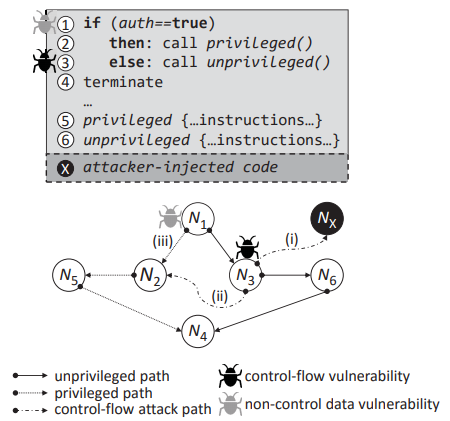 1 if (auth==true)
2 then: call privileged()
3 else: call unprivileged()
4 terminate
…
5 privileged {…instructions…}
6 unprivileged {…instructions…}
X attacker-injected code
N1
NX
(iii)
(i)
N5
N2
N3
N6
(ii)
N4
unprivileged path
privileged path
control-flow attack path
control-flow vulnerability
non-control data vulnerability